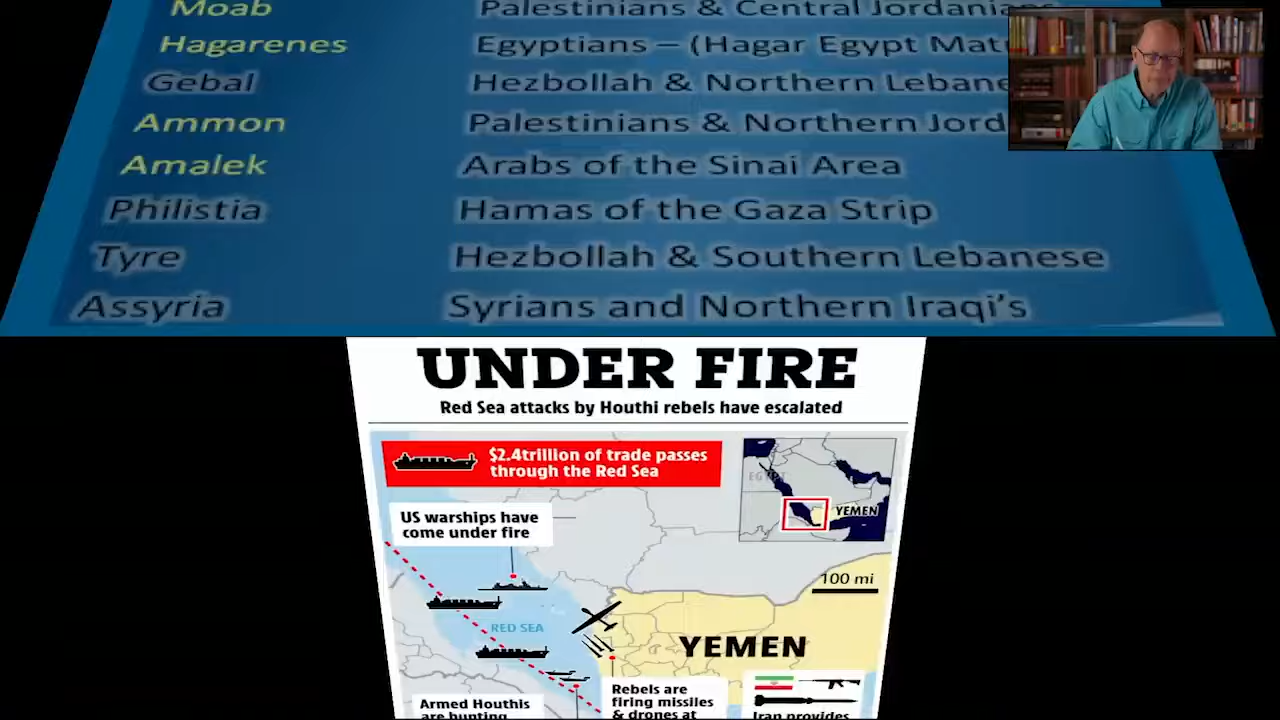 Moab Palestinians & Central Jordanians
Hagarenes Egyptians – (Hagar Egypt
Gebal Hezbollah & Northern
Ammon Palestinians & Northern
Amalek Arabs of the Sinai Area
Philistia Hamas of the Gaza Strip
Tyre Hezbollah & Southern Lebanese
Assyria Syrians and Northern Iraqi's
UNDER FIRE
Red Sea attacks by Houthi rebels have escalated
$2.4trillion of trade passes
through the Red Sea
EGYPT
YEMEN
US warships have
come under fire
100 mi
RED SEA
YEMEN
Rebels are
firing missiles
& drones at
Armed Houthis
are hunting
Iran provides